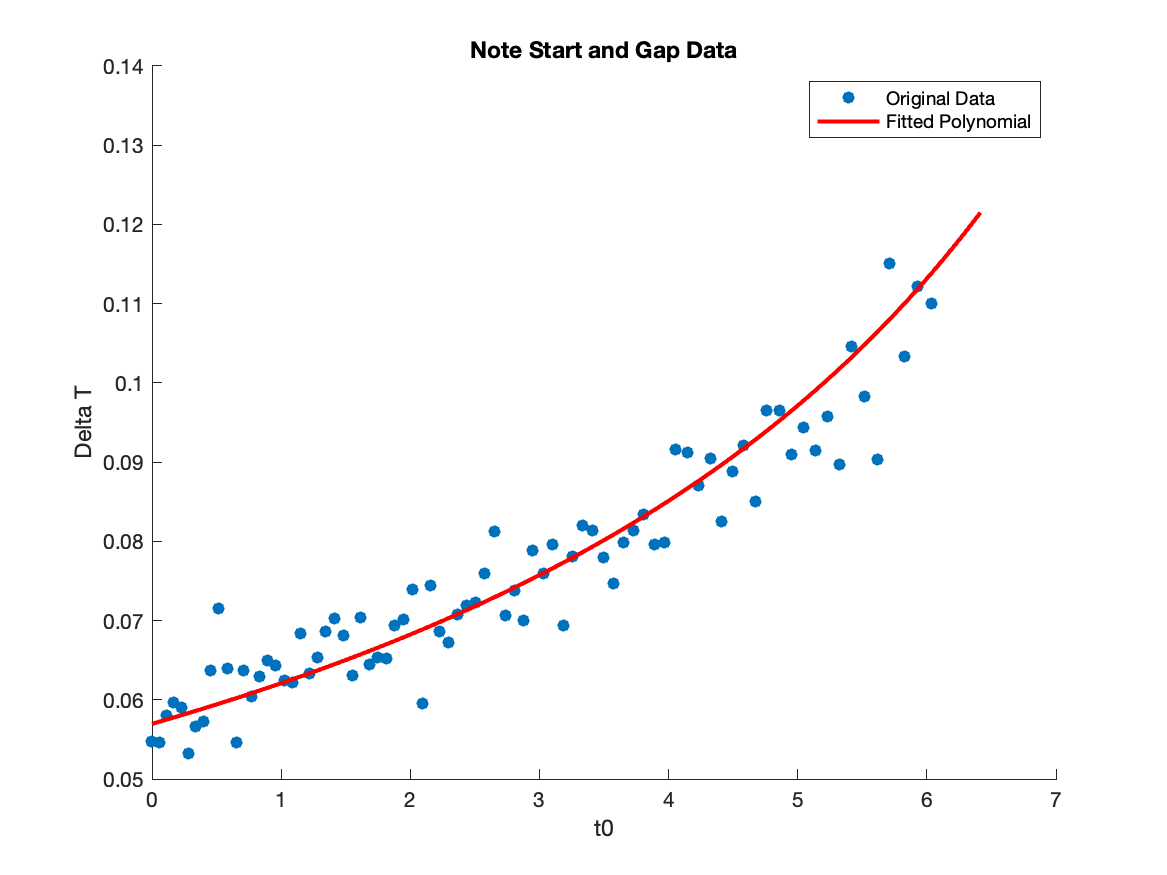 Note Start and Gap Data
0.14
Original Data
Fitted Polynomial
0.13
0.12
0.11
0.1
0.09
0.08
0.07
0.06
0.05
Delta T
0 1 2 3 4 5 6 7
t0